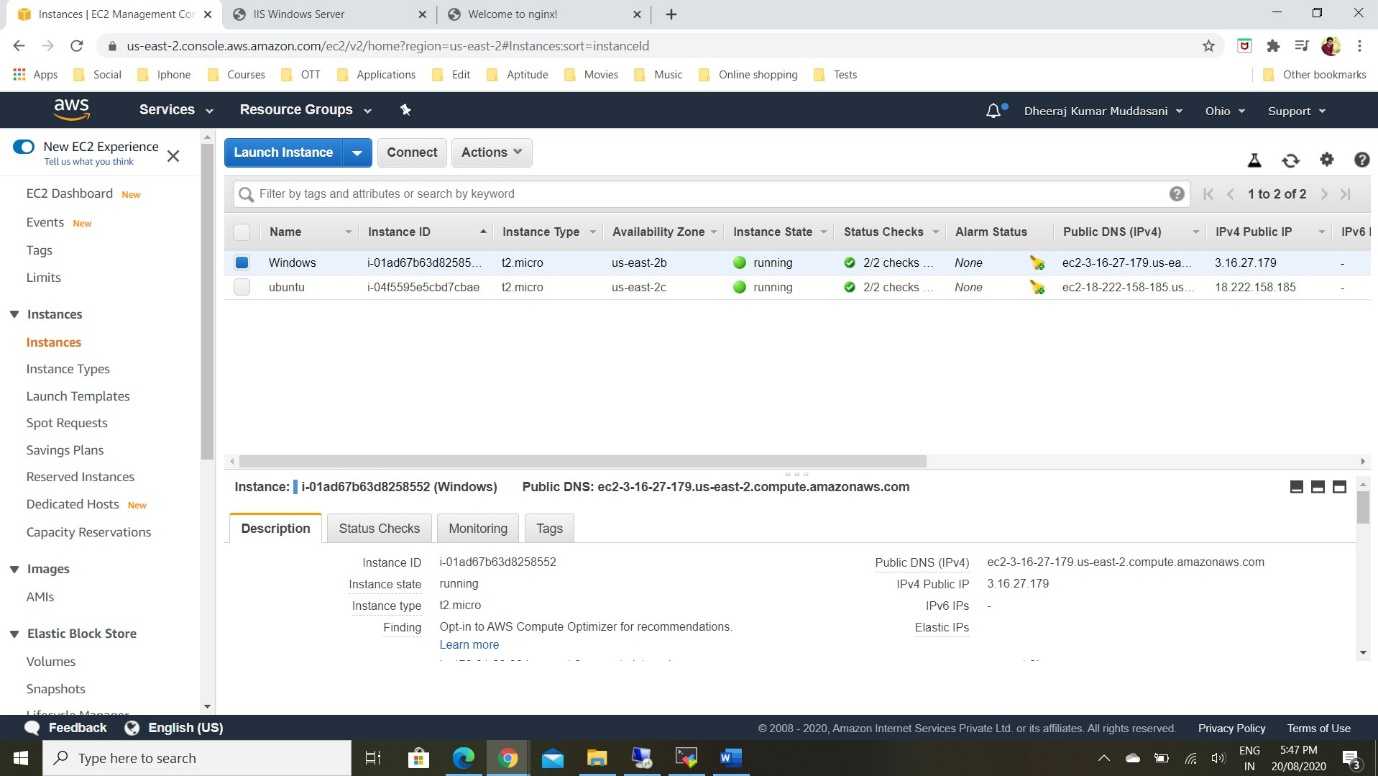 Instances | EC2 Management Con
IIS Windows Server
Welcome to nginx!
us-east-2.console.aws.amazon.com/ec2/v2/home?region=us-east-2#Instances:sort=instanceId
Apps Social Iphone Courses OTT Applications Edit Aptitude Movies Music Online shopping Tests Other bookmarks
aws Services Resource Groups Dheeraj Kumar Muddasani Ohio Support
New EC2 Experience
Tell us what you think
EC2 Dashboard New
Events New
Tags
Limits
Instances
Instances
Instance Types
Launch Templates
Spot Requests
Savings Plans
Reserved Instances
Dedicated Hosts New
Capacity Reservations
Images
AMIs
Elastic Block Store
Volumes
Snapshots
Lifecycle Manager
Launch Instance Connect Actions
Filter by tags and attributes or search by keyword 1 to 2 of 2
Name Instance ID Instance Type Availability Zone Instance State Status Checks Alarm Status Public DNS (IPv4) IPv4 Public IP IPv6 I
Windows i-01ad67b63d82585... t2.micro us-east-2b running 2/2 checks ... None ec2-3-16-27-179.us-ea... 3.16.27.179 -
ubuntu i-04f5595e5cbd7cbae t2.micro us-east-2c running 2/2 checks ... None ec2-18-222-158-185.us... 18.222.158.185 -
Instance: i-01ad67b63d8258552 (Windows) Public DNS: ec2-3-16-27-179.us-east-2.compute.amazonaws.com
Description Status Checks Monitoring Tags
Instance ID i-01ad67b63d8258552 Public DNS (IPv4) ec2-3-16-27-179.us-east-2.compute.amazonaws.com
Instance state running IPv4 Public IP 3.16.27.179
Instance type t2.micro IPv6 IPs -
Finding Opt-in to AWS Compute Optimizer for recommendations. Elastic IPs
Learn more
Feedback English (US) © 2008 - 2020, Amazon Internet Services Private Ltd. or its affiliates. All rights reserved. Privacy Policy Terms of Use
Type here to search
ENG
IN
5:47 PM
20/08/2020
3